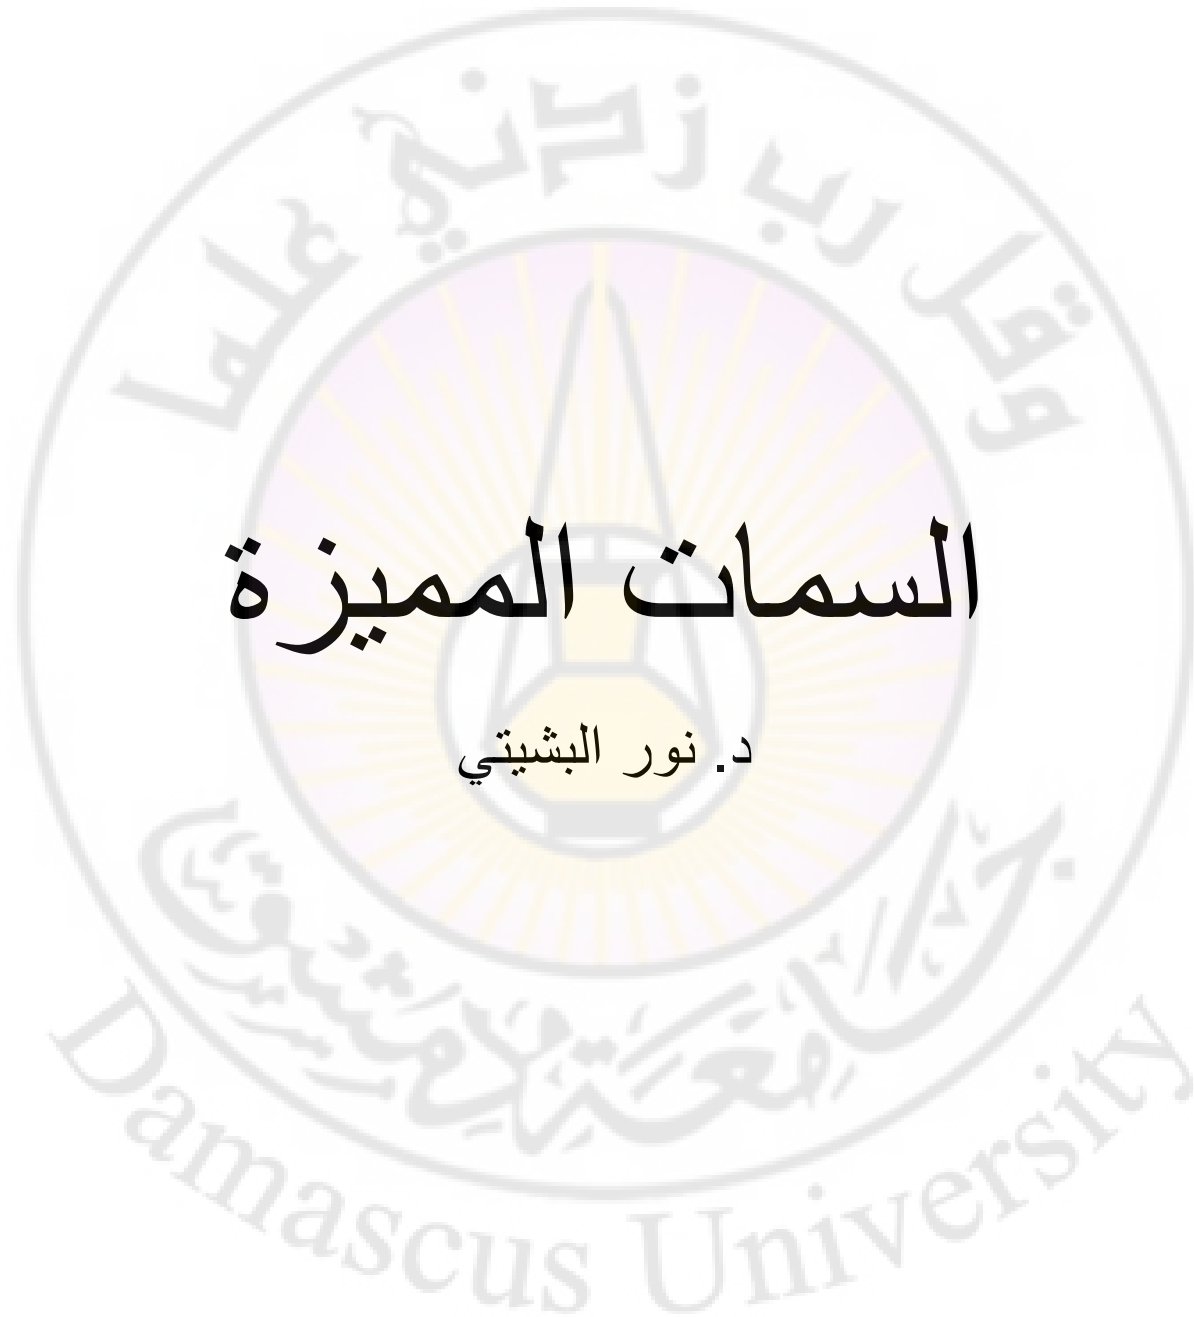 وقل رب زدني علما
السمات المميزة
د. نور البشيتي
جامعة دمشق
Damascus University